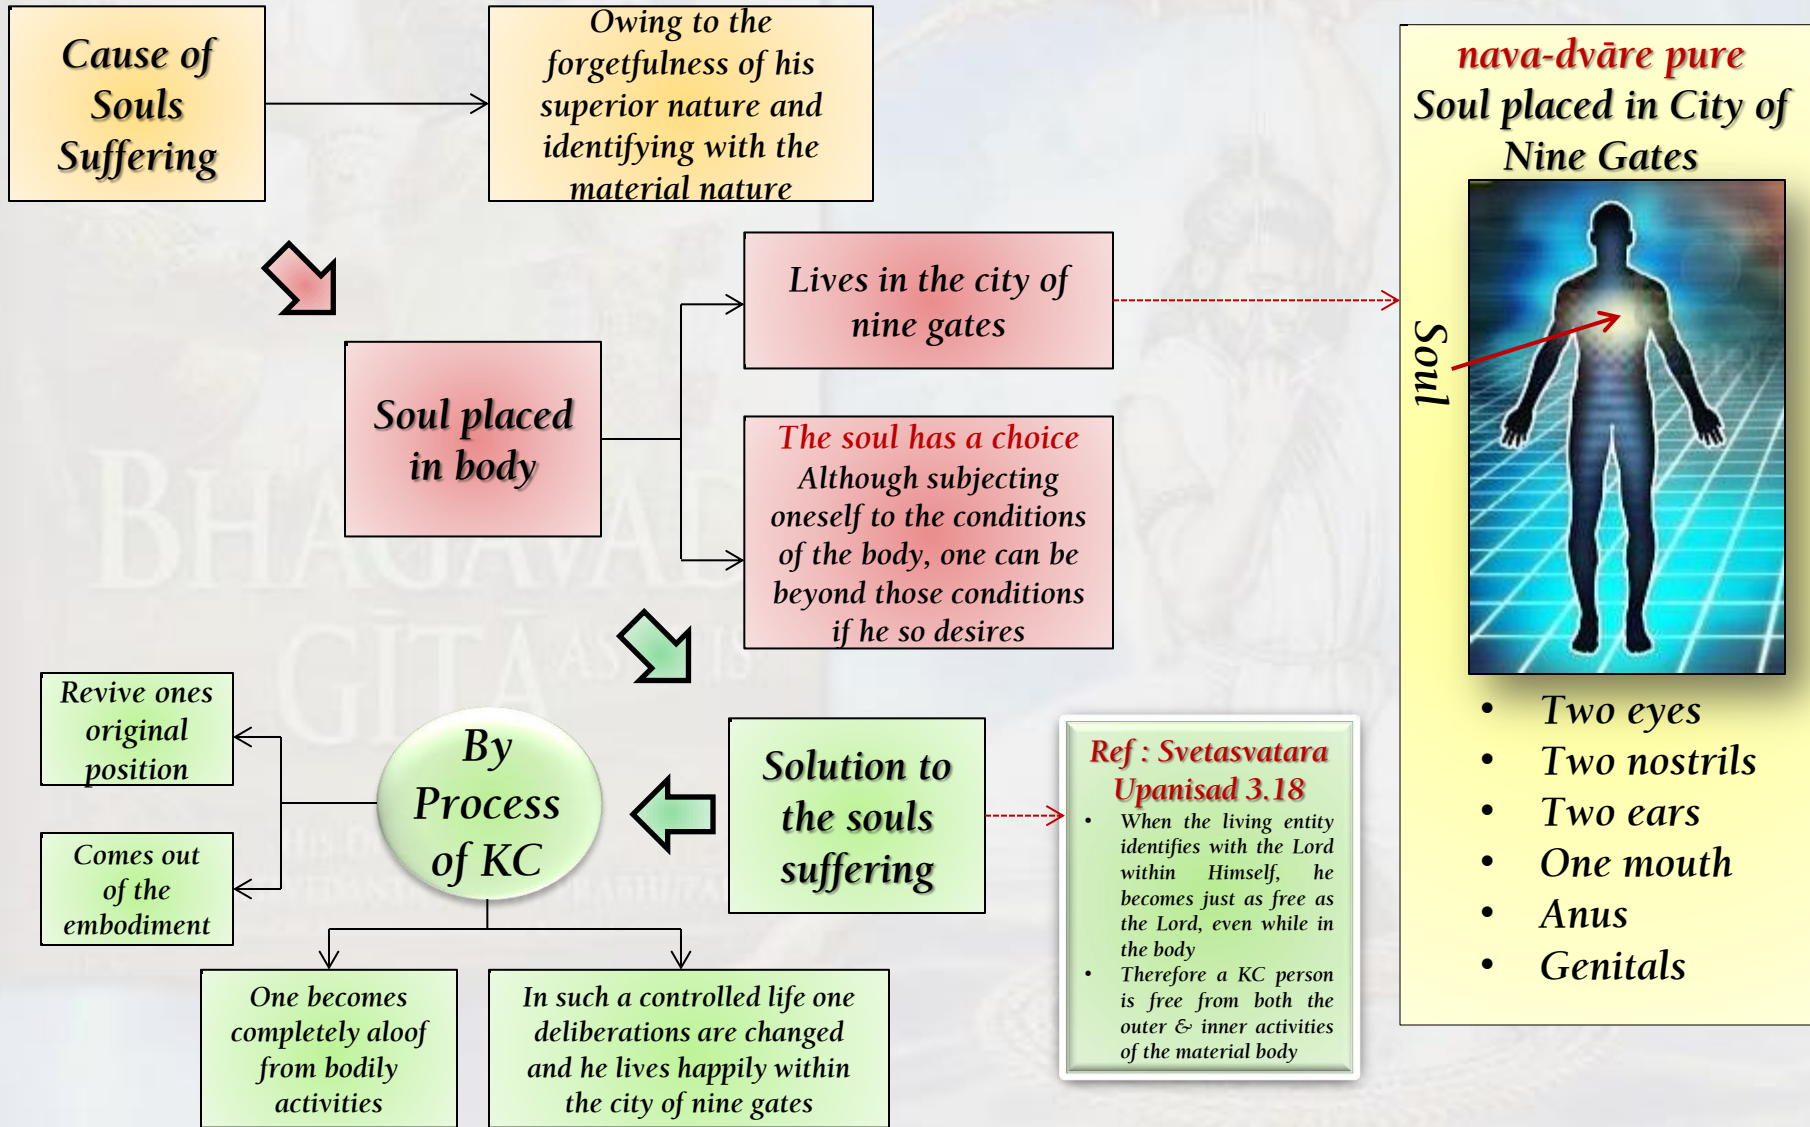 Cause of
Souls
Suffering
Owing to the
forgetfulness of his
superior nature and
identifying with the
material nature
nava-dvāre pure
Soul placed in City of
Nine Gates
Soul
• Two eyes
• Two nostrils
• Two ears
• One mouth
• Anus
• Genitals
Lives in the city of
nine gates
Soul placed
in body
The soul has a choice
Although subjecting
oneself to the conditions
of the body, one can be
beyond those conditions
if he so desires
Solution to
the souls
suffering
Ref : Svetasvatara
Upanisad 3.18
• When the living entity
identifies with the Lord
within Himself, he
becomes just as free as
the Lord, even while in
the body
• Therefore a KC person
is free from both the
outer & inner activities
of the material body
By
Process
of KC
Revive ones
original
position
Comes out
of the
embodiment
One becomes
completely aloof
from bodily
activities
In such a controlled life one
deliberations are changed
and he lives happily within
the city of nine gates
BHAGAVAD
GĪTĀ AS IT IS